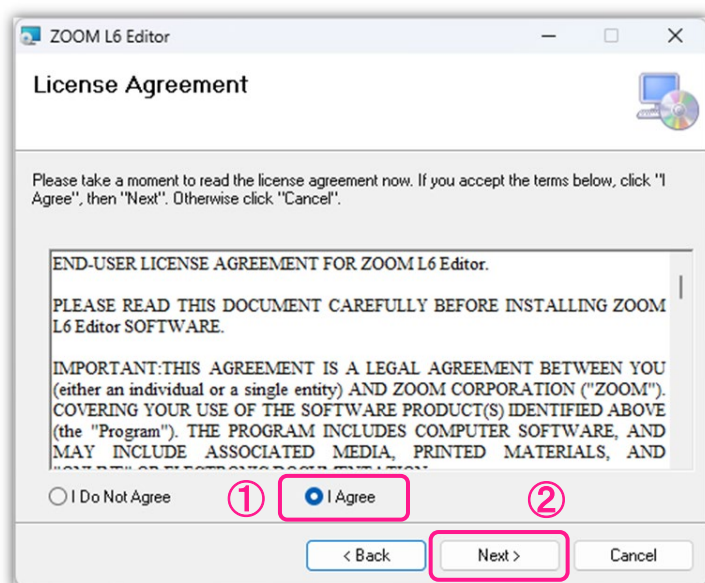 ZOOM L6 Editor
License Agreement
Please take a moment to read the license agreement now. If you accept the terms below, click "I
Agree", then "Next". Otherwise click "Cancel".
END-USER LICENSE AGREEMENT FOR ZOOM L6 Editor.
PLEASE READ THIS DOCUMENT CAREFULLY BEFORE INSTALLING ZOOM
L6 Editor SOFTWARE.
IMPORTANT:THIS AGREEMENT IS A LEGAL AGREEMENT BETWEEN YOU
(either an individual or a single entity) AND ZOOM CORPORATION ("ZOOM").
COVERING YOUR USE OF THE SOFTWARE PRODUCT(S) IDENTIFIED ABOVE
(the "Program"). THE PROGRAM INCLUDES COMPUTER SOFTWARE, AND
MAY INCLUDE ASSOCIATED MEDIA, PRINTED MATERIALS, AND
I Do Not Agree ① I Agree ②
< Back Next > Cancel